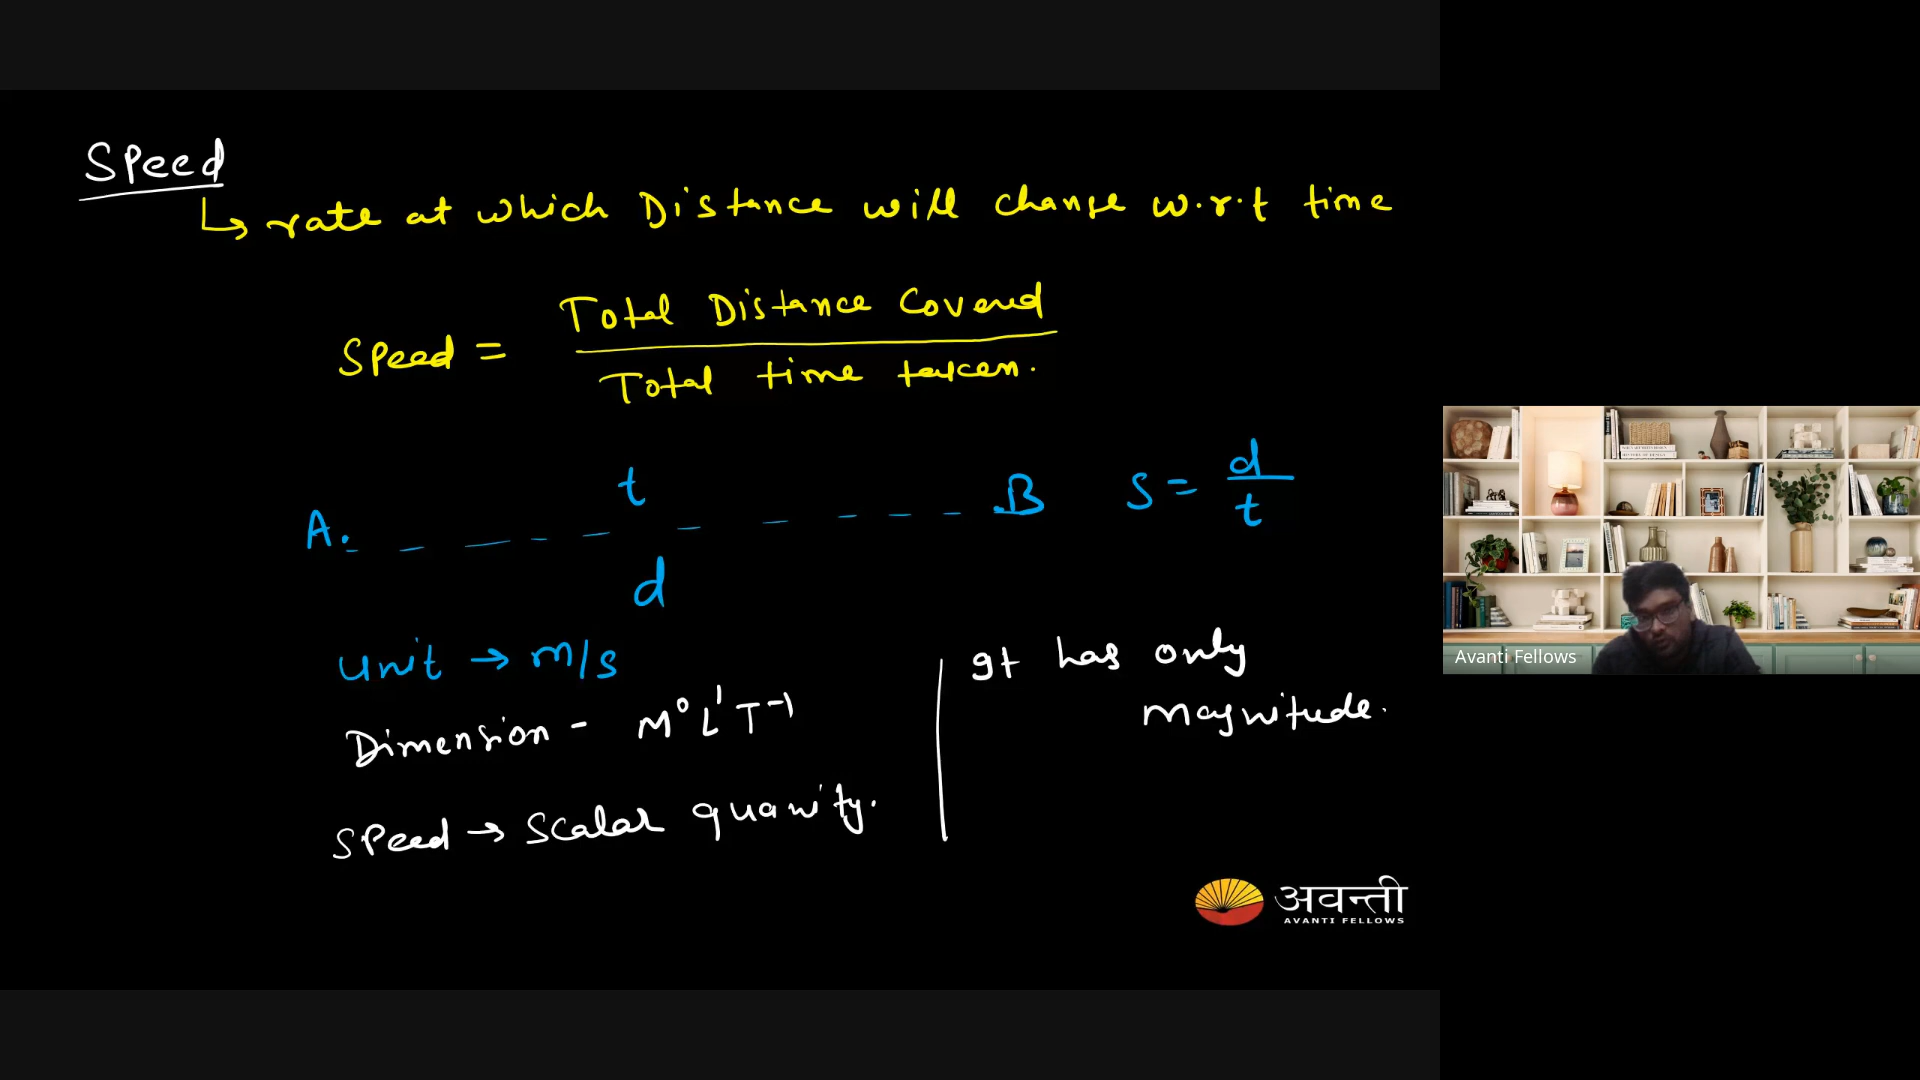 Speed
↳ rate at which Distance will change w.r.t time
Speed = Total Distance Covered
Total time taken.
t
A. B S = d/t
d
Unit → m/s
Dimension - M⁰L¹T⁻¹
Speed → Scalar quanity.
It has only
magnitude.
Avanti Fellows
अवन्ती
AVANTI FELLOWS